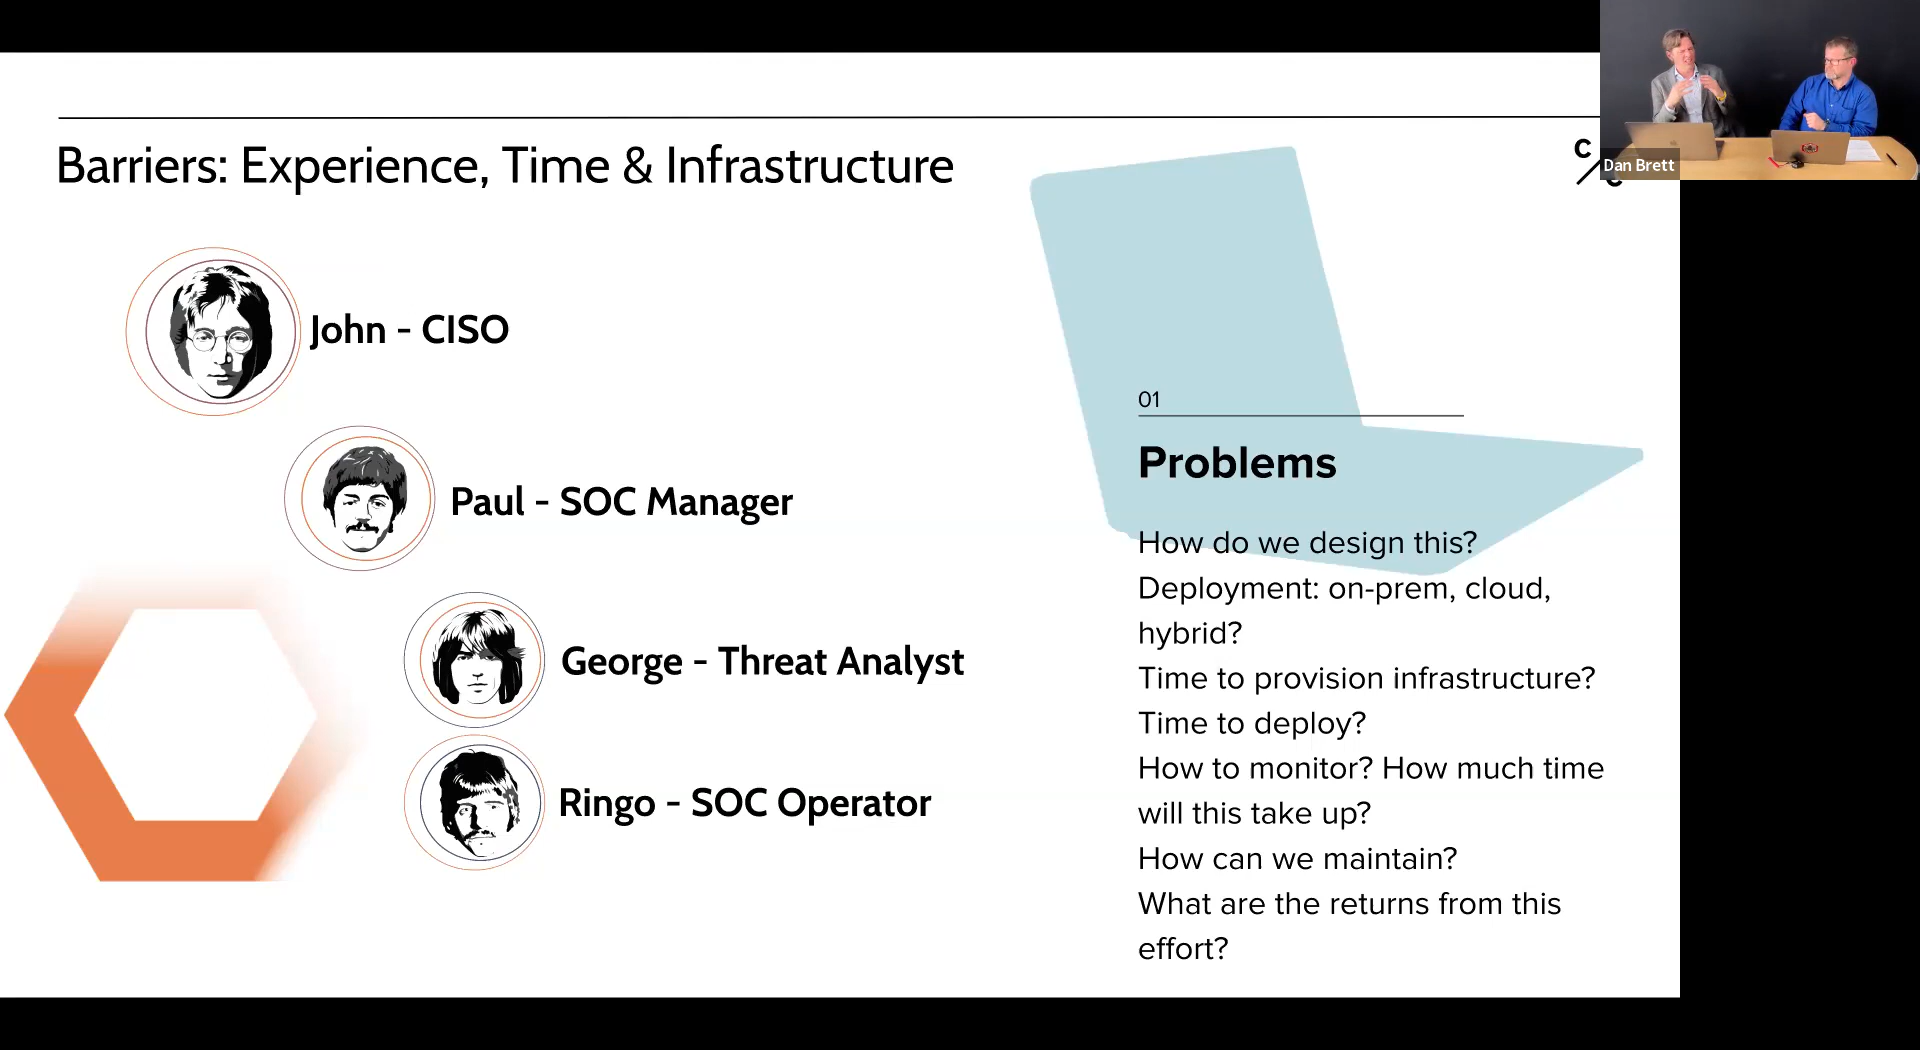 Barriers: Experience, Time & Infrastructure
C
Dan Brett
John - CISO
Paul - SOC Manager
George - Threat Analyst
Ringo - SOC Operator
01
Problems
How do we design this?
Deployment: on-prem, cloud,
hybrid?
Time to provision infrastructure?
Time to deploy?
How to monitor? How much time
will this take up?
How can we maintain?
What are the returns from this
effort?